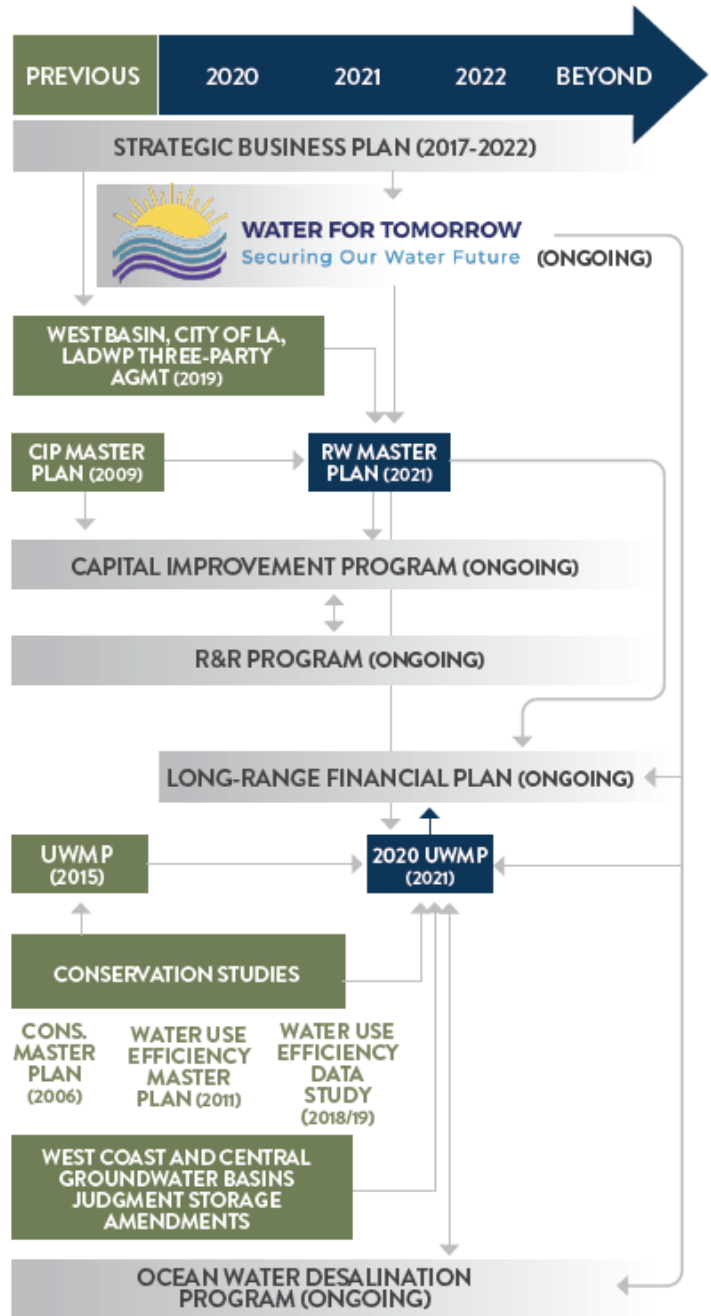 PREVIOUS 2020 2021 2022 BEYOND
STRATEGIC BUSINESS PLAN (2017-2022)
WATER FOR TOMORROW
Securing Our Water Future (ONGOING)
WEST BASIN, CITY OF LA,
LADWP THREE-PARTY
AGMT (2019)
CIP MASTER
PLAN (2009)
RW MASTER
PLAN (2021)
CAPITAL IMPROVEMENT PROGRAM (ONGOING)
R&R PROGRAM (ONGOING)
LONG-RANGE FINANCIAL PLAN (ONGOING)
UWMP
(2015)
2020 UWMP
(2021)
CONSERVATION STUDIES
CONS.
MASTER
PLAN
(2006)
WATER USE
EFFICIENCY
MASTER
PLAN (2011)
WATER USE
EFFICIENCY
DATA
STUDY
(2018/19)
WEST COAST AND CENTRAL
GROUNDWATER BASINS
JUDGMENT STORAGE
AMENDMENTS
OCEAN WATER DESALINATION
PROGRAM (ONGOING)